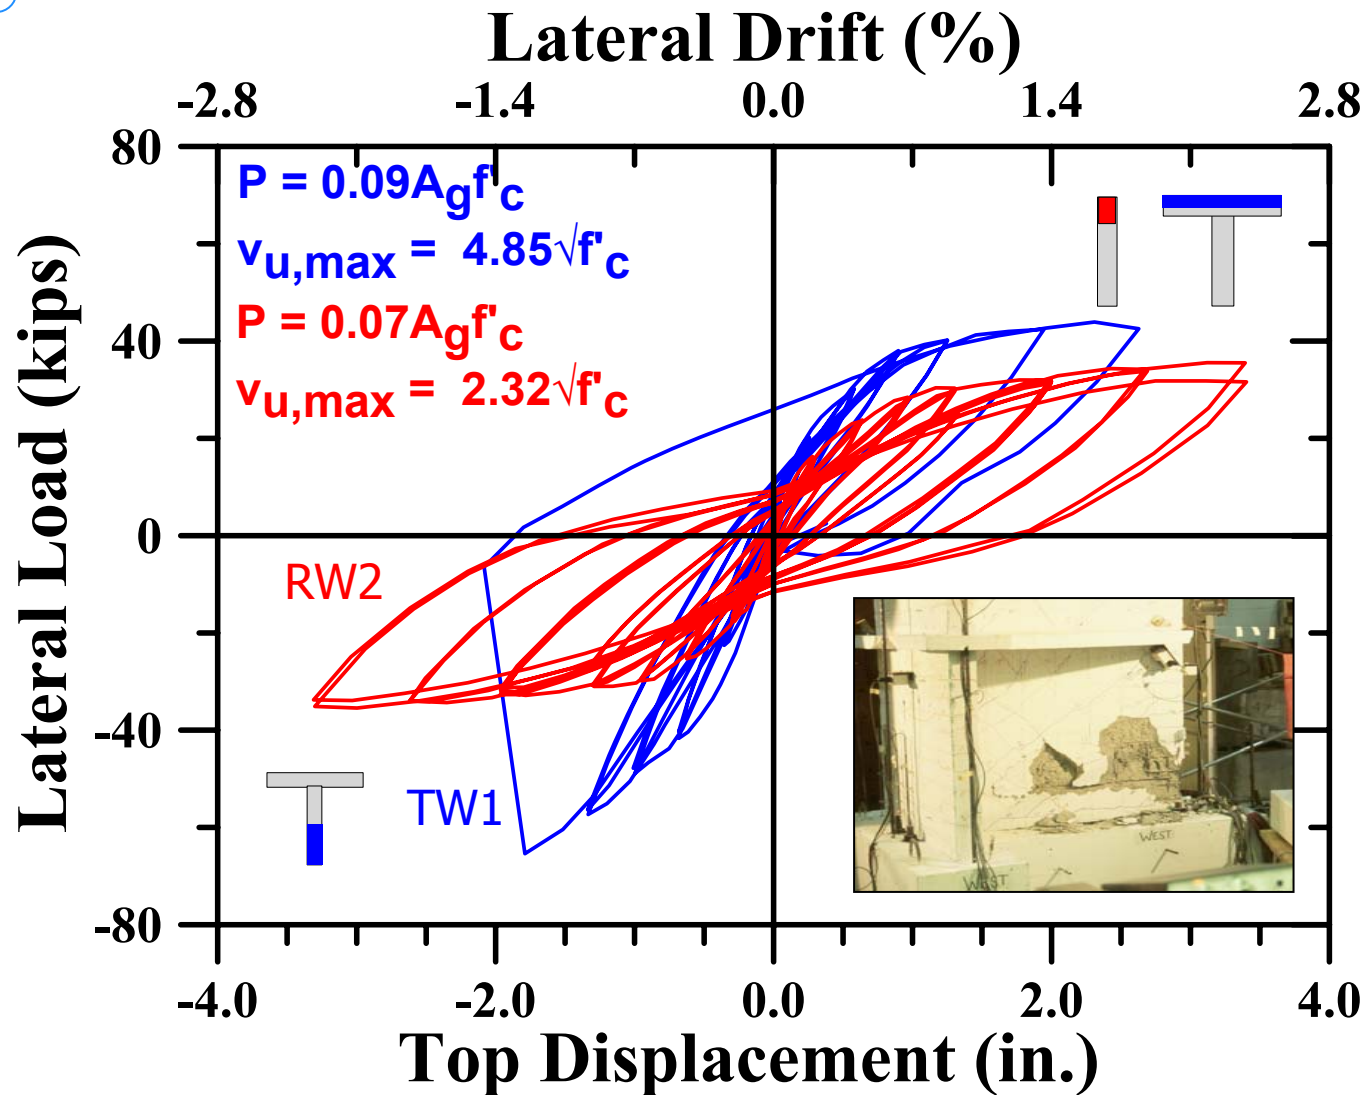 Lateral Drift (%)
-2.8 -1.4 0.0 1.4 2.8
80
40
0
-40
-80
Lateral Load (kips)
P = 0.09Agf'c
vu,max = 4.85√f'c
P = 0.07Agf'c
vu,max = 2.32√f'c
RW2
TW1
WEST
WEST
-4.0 -2.0 0.0 2.0 4.0
Top Displacement (in.)